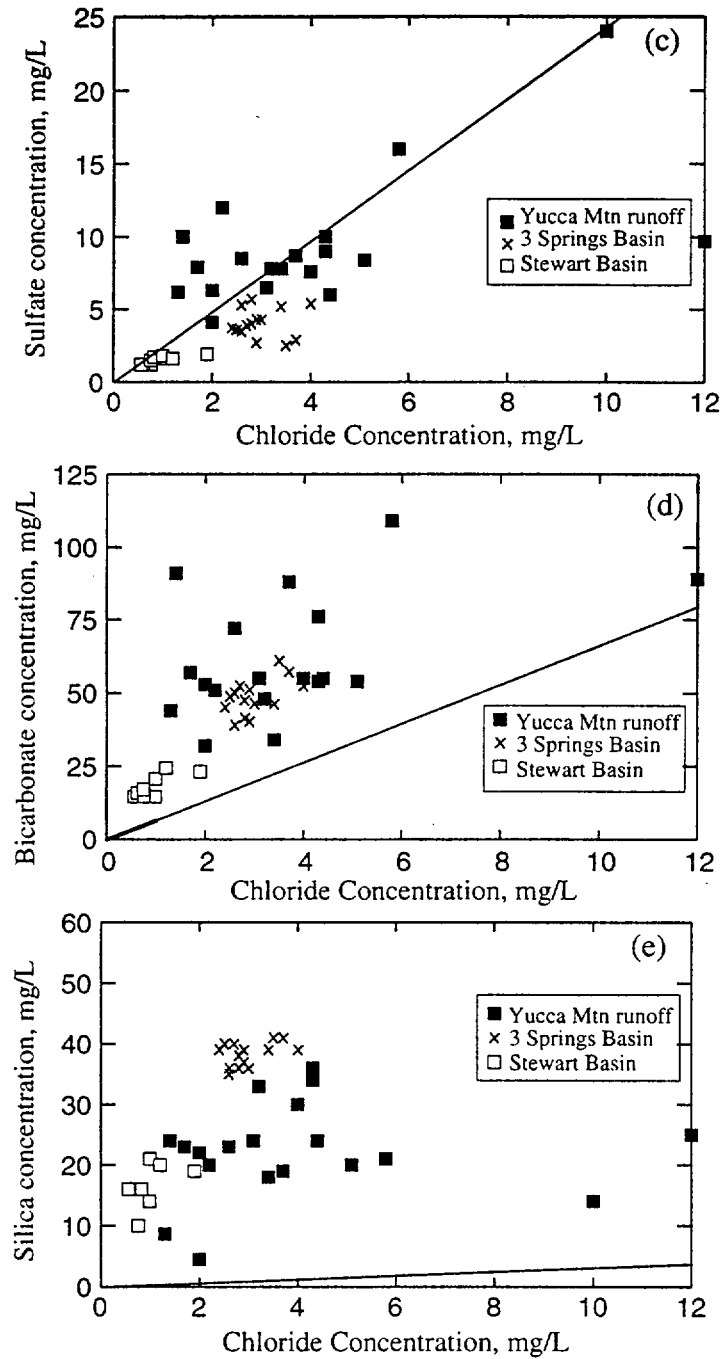 (c)
Sulfate concentration, mg/L
25
20
15
10
5
0
Yucca Mtn runoff
3 Springs Basin
Stewart Basin
0 2 4 6 8 10 12
Chloride Concentration, mg/L
(d)
Bicarbonate concentration, mg/L
125
100
75
50
25
0
Yucca Mtn runoff
3 Springs Basin
Stewart Basin
0 2 4 6 8 10 12
Chloride Concentration, mg/L
(e)
Silica concentration, mg/L
60
50
40
30
20
10
0
Yucca Mtn runoff
3 Springs Basin
Stewart Basin
0 2 4 6 8 10 12
Chloride Concentration, mg/L